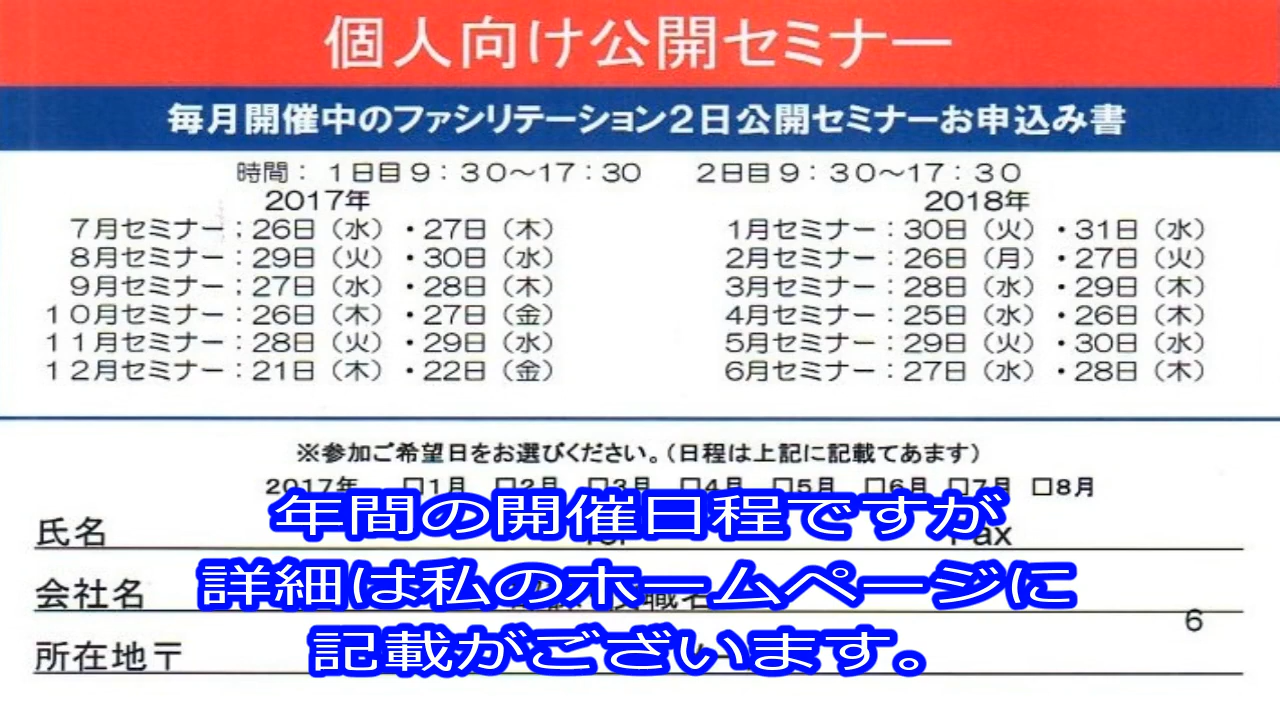 個人向け公開セミナー
毎月開催中のファシリテーション2日公開セミナーお申込み書
時間：１日目９：３０～１７：３０　２日目９：３０～１７：３０
2017年　2018年
７月セミナー：26日（水）・27日（木）　1月セミナー：30日（火）・31日（水）
８月セミナー：29日（火）・30日（水）　2月セミナー：26日（月）・27日（火）
９月セミナー：27日（水）・28日（木）　3月セミナー：28日（水）・29日（木）
１０月セミナー：26日（木）・27日（金）　4月セミナー：25日（水）・26日（木）
１１月セミナー：28日（火）・29日（水）　5月セミナー：29日（火）・30日（水）
１２月セミナー：21日（木）・22日（金）　6月セミナー：27日（水）・28日（木）
※参加ご希望日をお選びください。（日程は上記に記載てあます）
2017年　□1月　□2月　□3月　□4月　□5月　□6月　□7月　□8月
年間の開催日程ですが
氏名　Fax
詳細は私のホームページに
会社名
6
記載がございます。
所在地〒